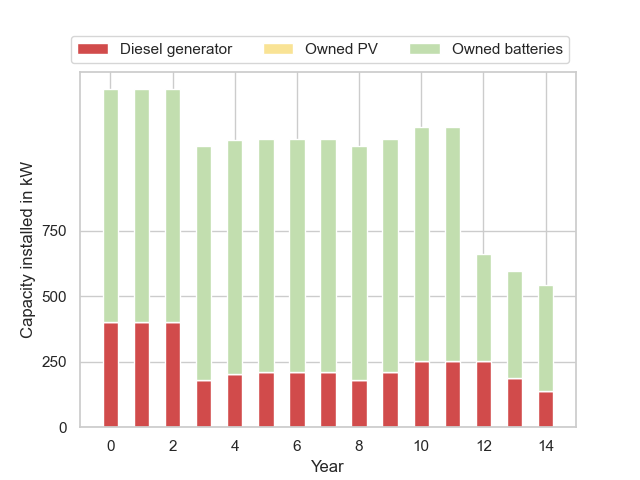 Diesel generator Owned PV Owned batteries
Capacity installed in kW
750
500
250
0
0 2 4 6 8 10 12 14
Year